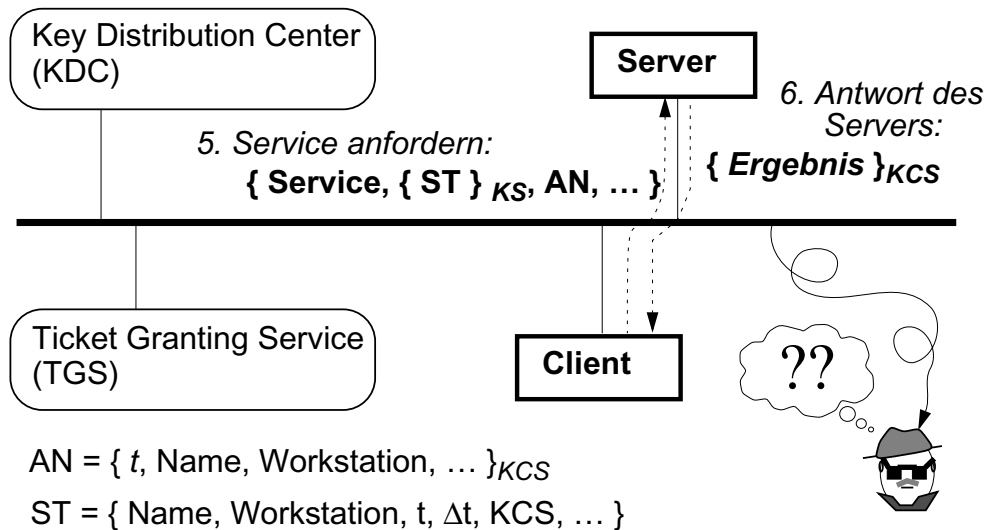 Key Distribution Center
(KDC)
Server
6. Antwort des
Servers:
{ Ergebnis }KCS
5. Service anfordern:
{ Service, { ST } KS, AN, … }
Ticket Granting Service
(TGS)
Client
??
AN = { t, Name, Workstation, … }KCS
ST = { Name, Workstation, t, Δt, KCS, … }